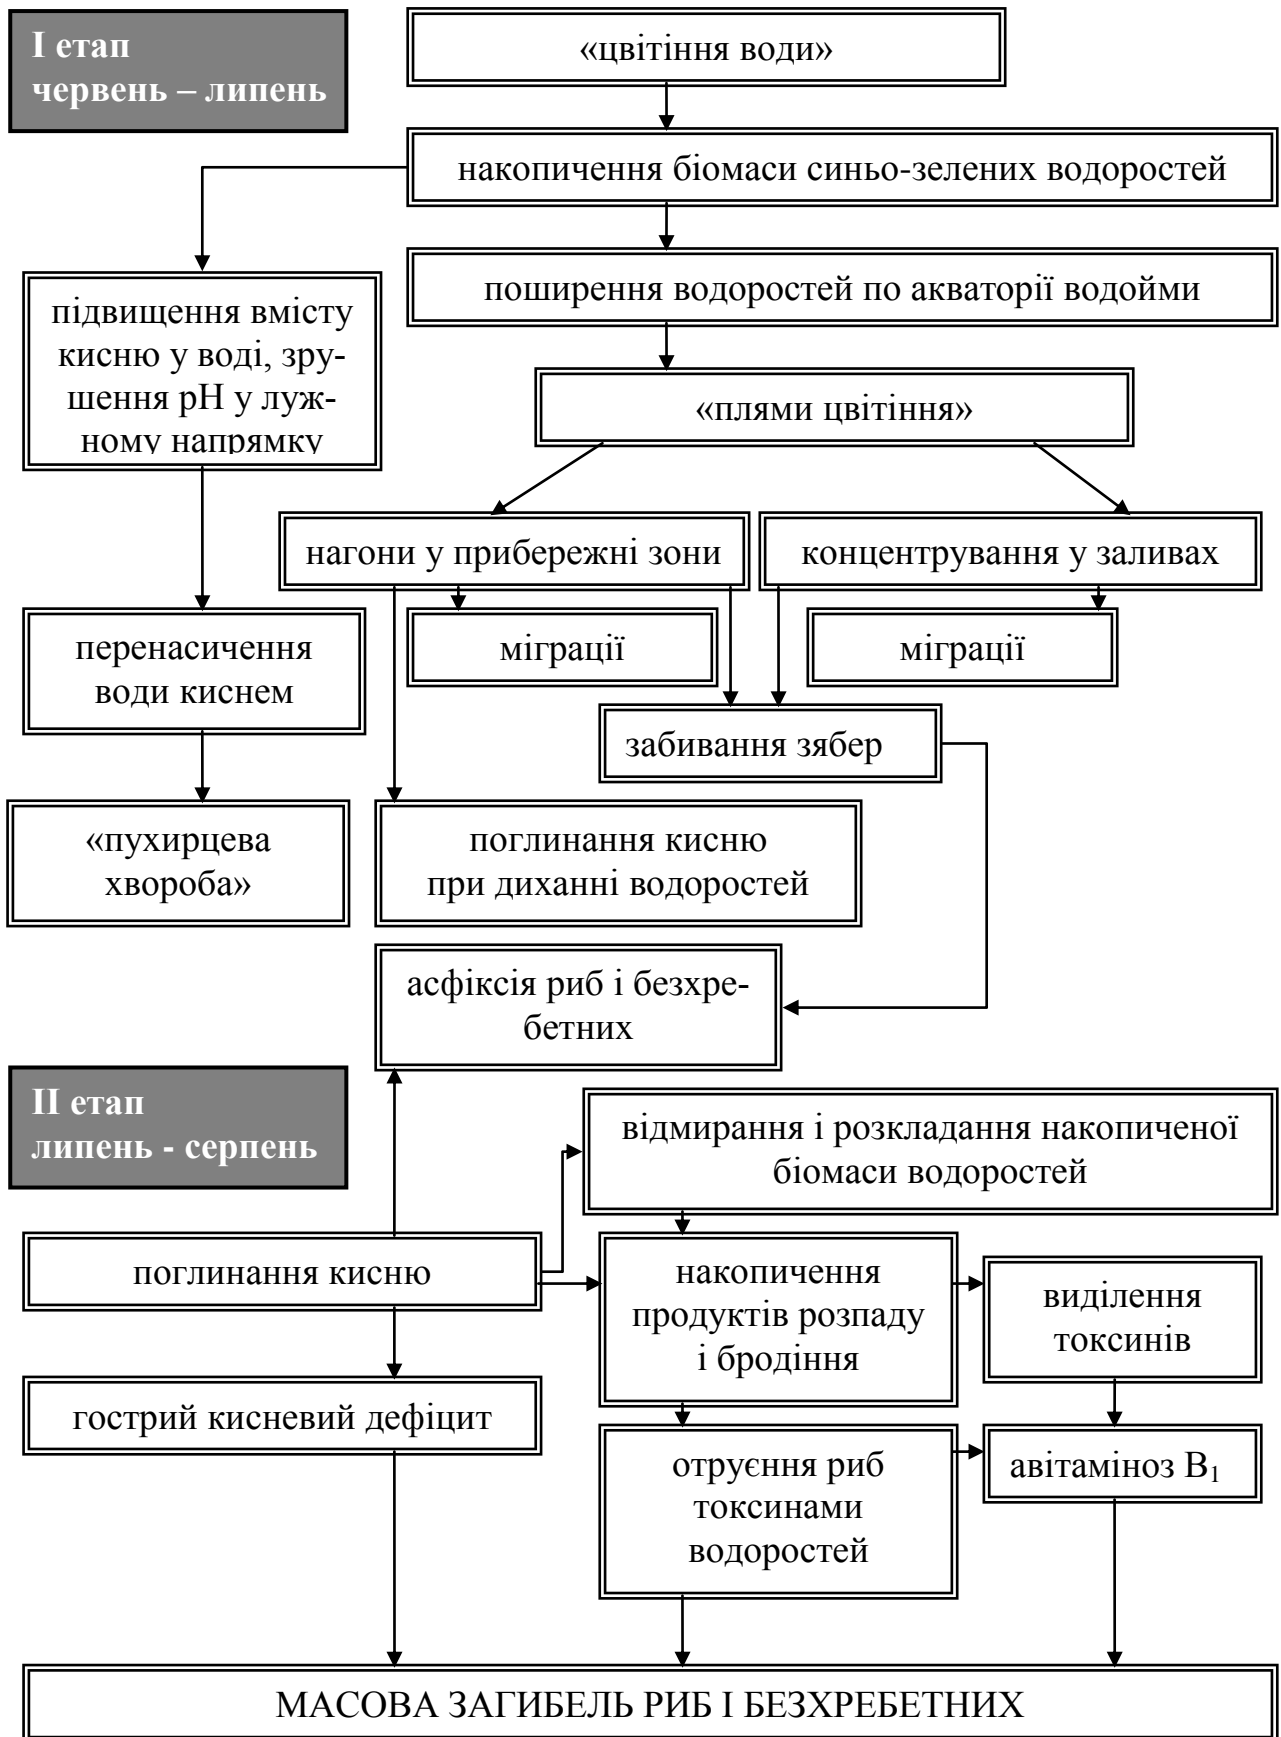 І етап
червень – липень
«цвітіння води»
накопичення біомаси синьо-зелених водоростей
поширення водоростей по акваторії водойми
підвищення вмісту
кисню у воді, зру-
шення рН у луж-
ному напрямку
«плями цвітіння»
нагони у прибережні зони
концентрування у заливах
міграції
міграції
перенасичення
води киснем
забивання зябер
«пухирцева
хвороба»
поглинання кисню
при диханні водоростей
асфіксія риб і безхре-
бетних
ІІ етап
липень - серпень
відмирання і розкладання накопиченої
біомаси водоростей
поглинання кисню
накопичення
продуктів розпаду
і бродіння
виділення
токсинів
гострий кисневий дефіцит
отруєння риб
токсинами
водоростей
авітаміноз В₁
МАСОВА ЗАГИБЕЛЬ РИБ І БЕЗХРЕБЕТНИХ